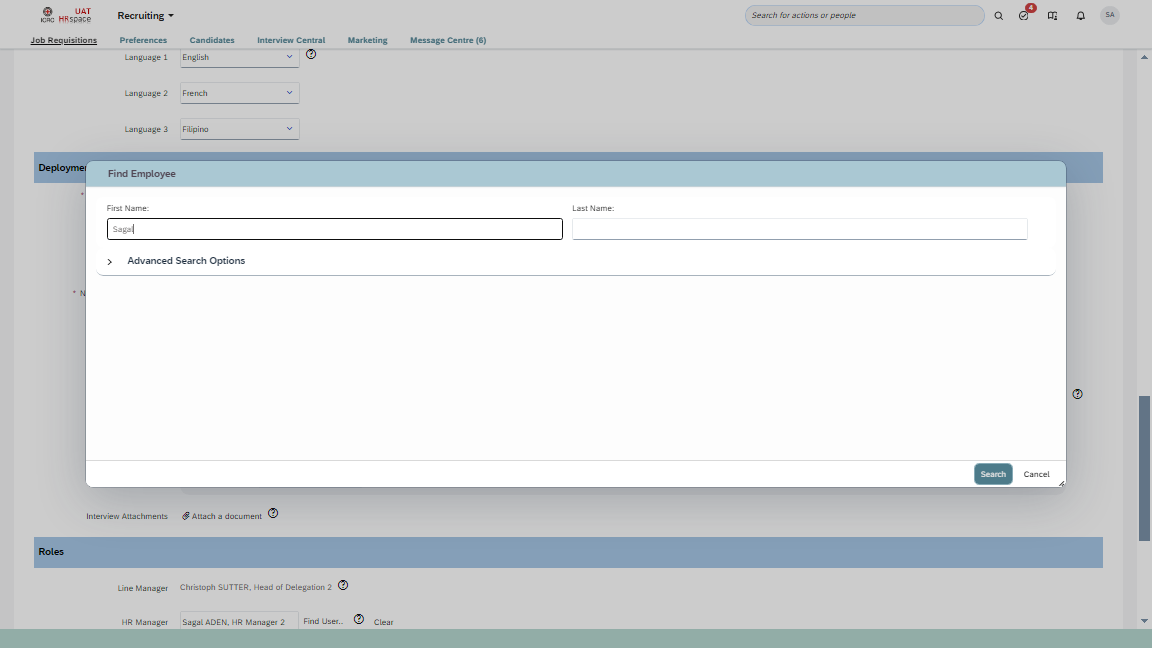 UAT
ICRC HRspace
Recruiting
Search for actions or people
4
SA
Job Requisitions Preferences Candidates Interview Central Marketing Message Centre (6)
Language 1 English
Language 2 French
Language 3 Filipino
Deployme
*
* N
Find Employee
First Name: Last Name:
Sagal
Advanced Search Options
Search Cancel
Interview Attachments Attach a document
Roles
Line Manager Christoph SUTTER, Head of Delegation 2
HR Manager Sagal ADEN, HR Manager 2 Find User... Clear